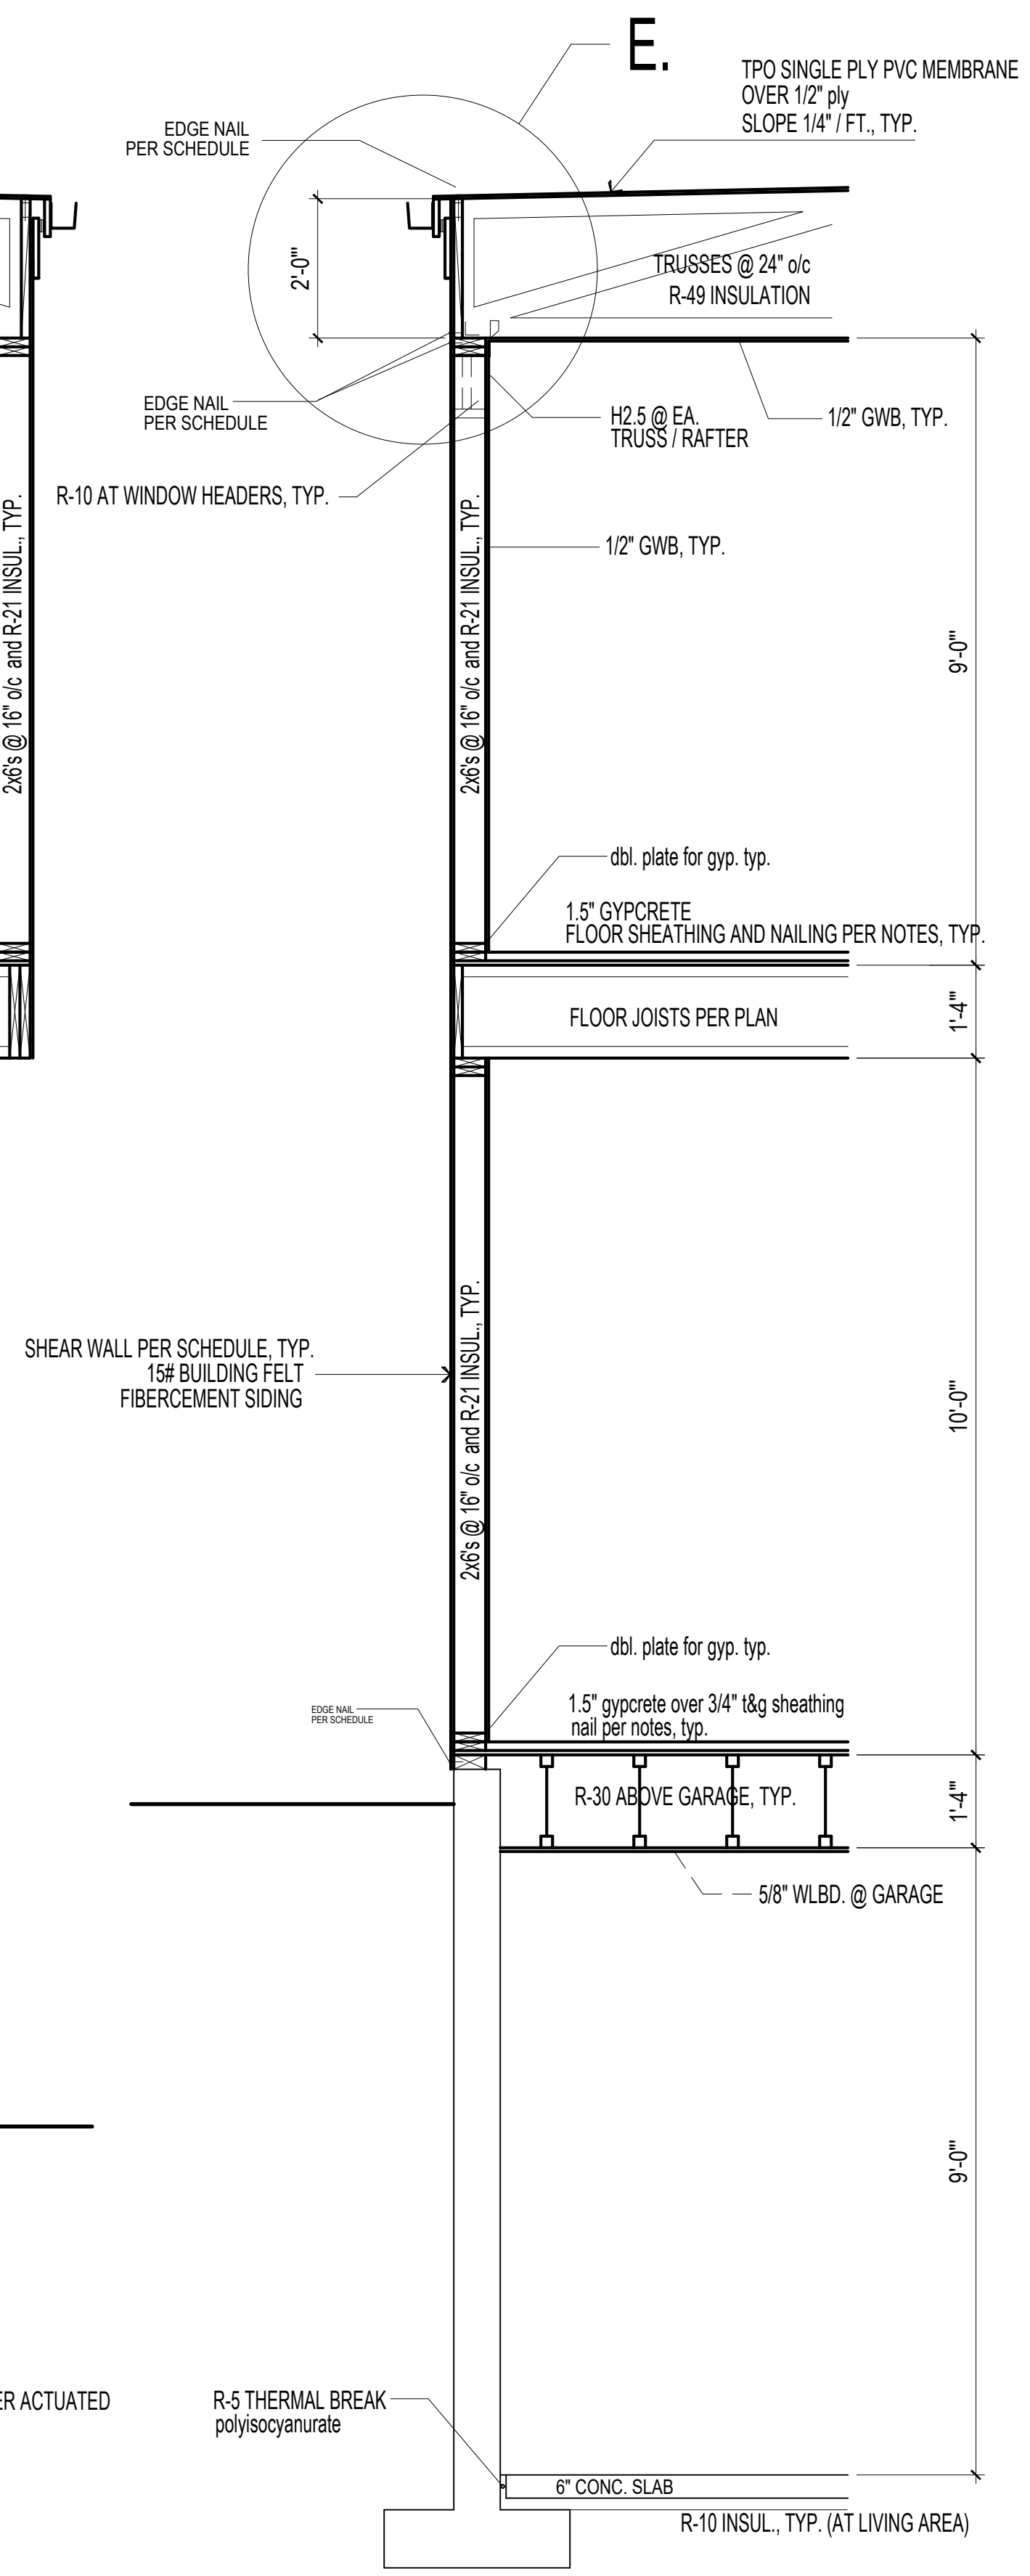 E.
TPO SINGLE PLY PVC MEMBRANE
OVER 1/2" ply
SLOPE 1/4" / FT., TYP.
EDGE NAIL
PER SCHEDULE
2'-0"'
TRUSSES @ 24" o/c
R-49 INSULATION
EDGE NAIL
PER SCHEDULE
H2.5 @ EA.
TRUSS / RAFTER
1/2" GWB, TYP.
R-10 AT WINDOW HEADERS, TYP.
2x6's @ 16" o/c and R-21 INSUL., TYP.
2x6's @ 16" o/c and R-21 INSUL., TYP.
1/2" GWB, TYP.
9'-0"'
dbl. plate for gyp. typ.
1.5" GYPCRETE
FLOOR SHEATHING AND NAILING PER NOTES, TYP.
FLOOR JOISTS PER PLAN
1'-4"'
SHEAR WALL PER SCHEDULE, TYP.
15# BUILDING FELT
FIBERCEMENT SIDING
2x6's @ 16" o/c and R-21 INSUL., TYP.
10'-0"'
dbl. plate for gyp. typ.
1.5" gypcrete over 3/4" t&g sheathing
nail per notes, typ.
EDGE NAIL
PER SCHEDULE
R-30 ABOVE GARAGE, TYP.
1'-4"'
5/8" WLBD. @ GARAGE
9'-0"'
ER ACTUATED
R-5 THERMAL BREAK
polyisocyanurate
6" CONC. SLAB
R-10 INSUL., TYP. (AT LIVING AREA)